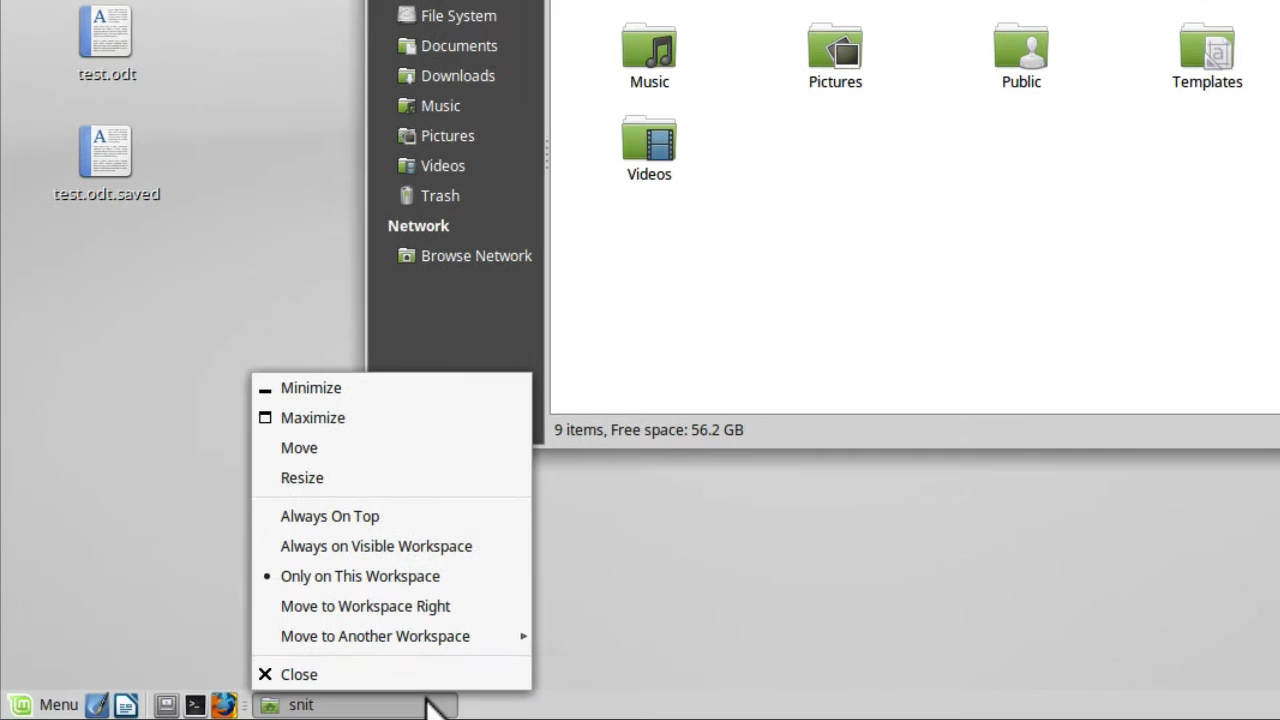 test.odt
test.odt.saved
File System
Documents
Downloads
Music
Pictures
Videos
Trash
Network
Browse Network
Music
Pictures
Public
Templates
Videos
9 items, Free space: 56.2 GB
Minimize
Maximize
Move
Resize
Always On Top
Always on Visible Workspace
Only on This Workspace
Move to Workspace Right
Move to Another Workspace
Close
Menu
snit